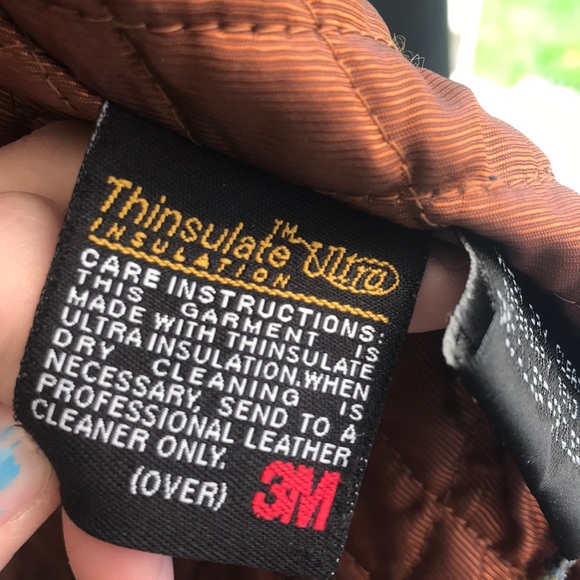 Thinsulate™ Ultra
INSULATION
CARE INSTRUCTIONS:
THIS GARMENT IS
MADE WITH THINSULATE
ULTRA INSULATION.WHEN
DRY CLEANING IS
NECESSARY, SEND TO A
PROFESSIONAL LEATHER
CLEANER ONLY.
(OVER) 3M